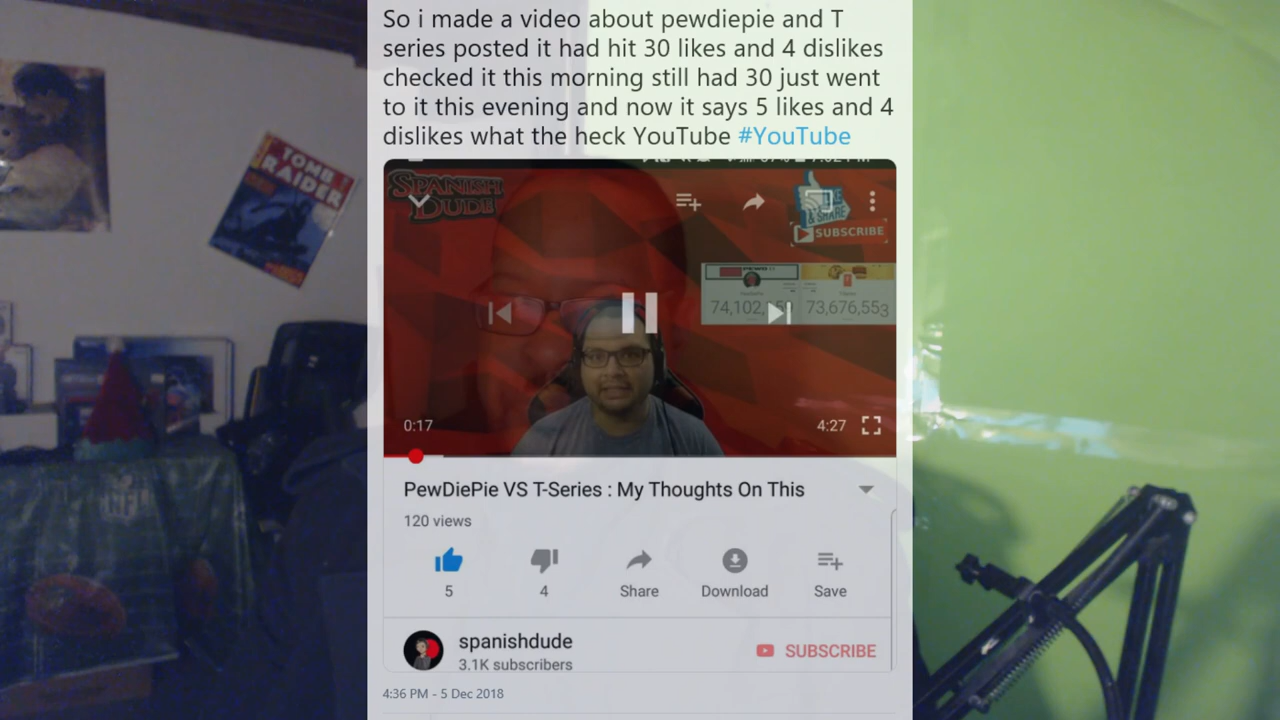 So i made a video about pewdiepie and T
series posted it had hit 30 likes and 4 dislikes
checked it this morning still had 30 just went
to it this evening and now it says 5 likes and 4
dislikes what the heck YouTube #YouTube
TOMB
RAIDER
SPANISH
DUDE
LIKE
& SHARE
SUBSCRIBE
73,676,553
0:17
4:27
PewDiePie VS T-Series : My Thoughts On This
120 views
5
4
Share
Download
Save
NFL
spanishdude
SUBSCRIBE
3.1K subscribers
4:36 PM - 5 Dec 2018